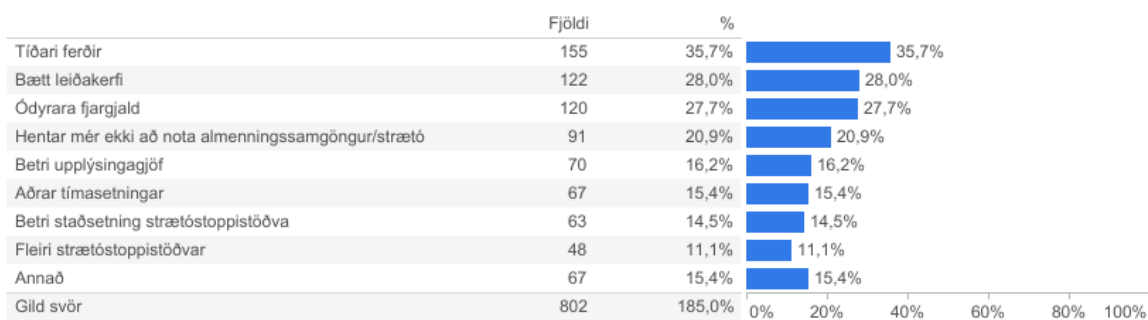 Fjöldi %
Tíðari ferðir 155 35,7% 35,7%
Bætt leiðakerfi 122 28,0% 28,0%
Ódýrara fjargjald 120 27,7% 27,7%
Hentar mér ekki að nota almenningssamgöngur/strætó 91 20,9% 20,9%
Betri upplýsingagjöf 70 16,2% 16,2%
Aðrar tímasetningar 67 15,4% 15,4%
Betri staðsetning strætóstoppistöðva 63 14,5% 14,5%
Fleiri strætóstoppistöðvar 48 11,1% 11,1%
Annað 67 15,4% 15,4%
Gild svör 802 185,0% 0% 20% 40% 60% 80% 100%